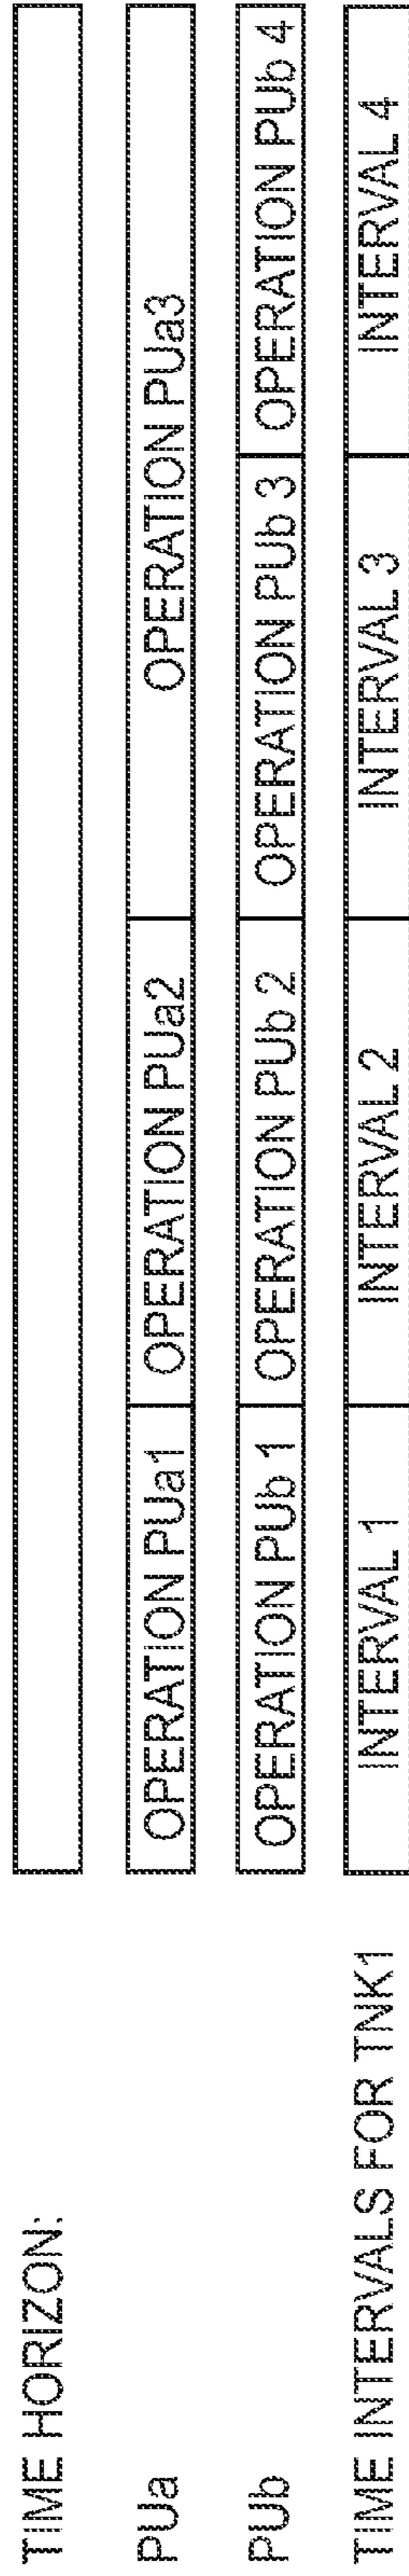 TIME HORIZON:
PUa OPERATION PUa1 OPERATION PUa2 OPERATION PUa3
PUb OPERATION PUb 1 OPERATION PUb 2 OPERATION PUb 3 OPERATION PUb 4
TIME INTERVALS FOR TNK1 INTERVAL 1 INTERVAL 2 INTERVAL 3 INTERVAL 4